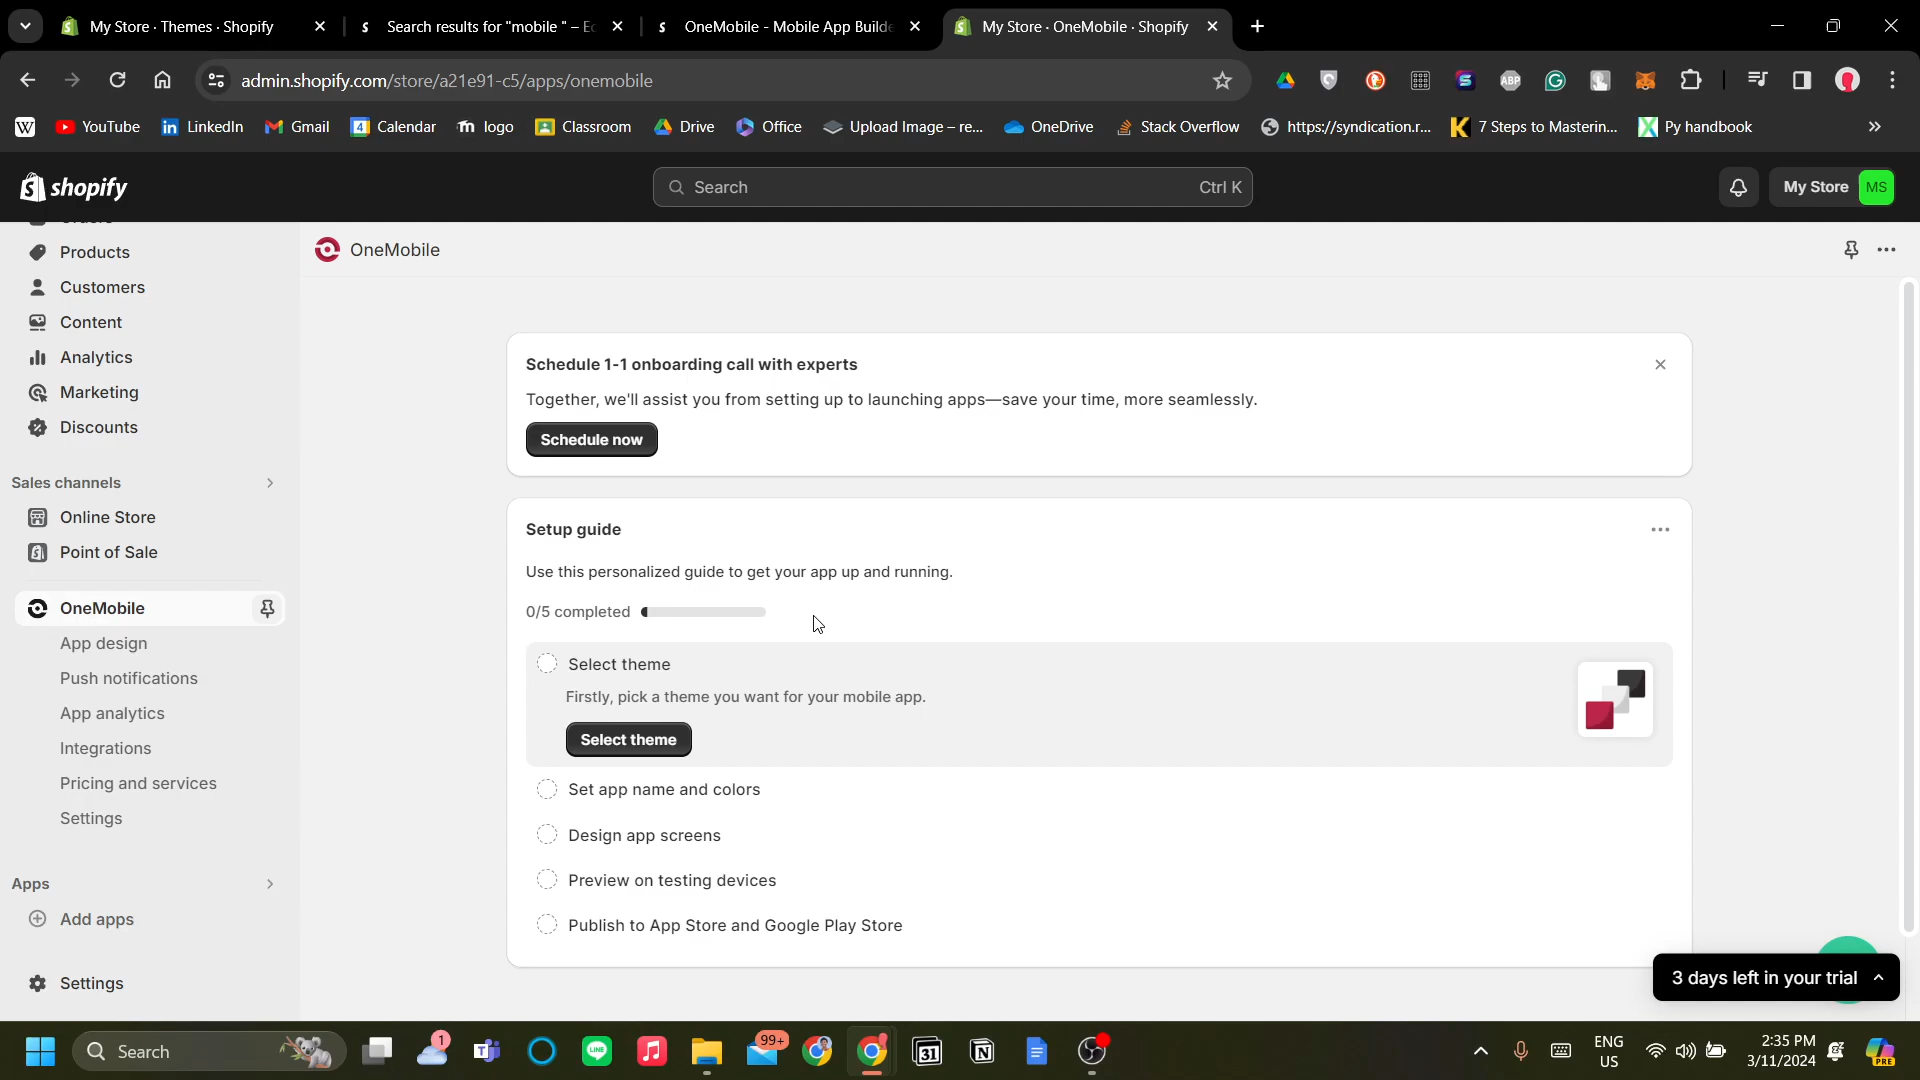 My Store · Themes · Shopify
Search results for "mobile " – Ec
OneMobile - Mobile App Builde
My Store · OneMobile · Shopify
admin.shopify.com/store/a21e91-c5/apps/onemobile
ABP
W
YouTube
in LinkedIn
Gmail
4 Calendar
m logo
Classroom
Drive
Office
Upload Image – re...
OneDrive
Stack Overflow
https://syndication.r...
K 7 Steps to Masterin...
X Py handbook
shopify
Search
Ctrl K
My Store
MS
Products
Customers
Content
Analytics
Marketing
Discounts
Sales channels
Online Store
Point of Sale
OneMobile
App design
Push notifications
App analytics
Integrations
Pricing and services
Settings
Apps
Add apps
Settings
OneMobile
Schedule 1-1 onboarding call with experts
Together, we'll assist you from setting up to launching apps—save your time, more seamlessly.
Schedule now
Setup guide
Use this personalized guide to get your app up and running.
0/5 completed
Select theme
Firstly, pick a theme you want for your mobile app.
Select theme
Set app name and colors
Design app screens
Preview on testing devices
Publish to App Store and Google Play Store
3 days left in your trial
Search
1
LINE
99+
31
ENG
US
2:35 PM
3/11/2024
PRE